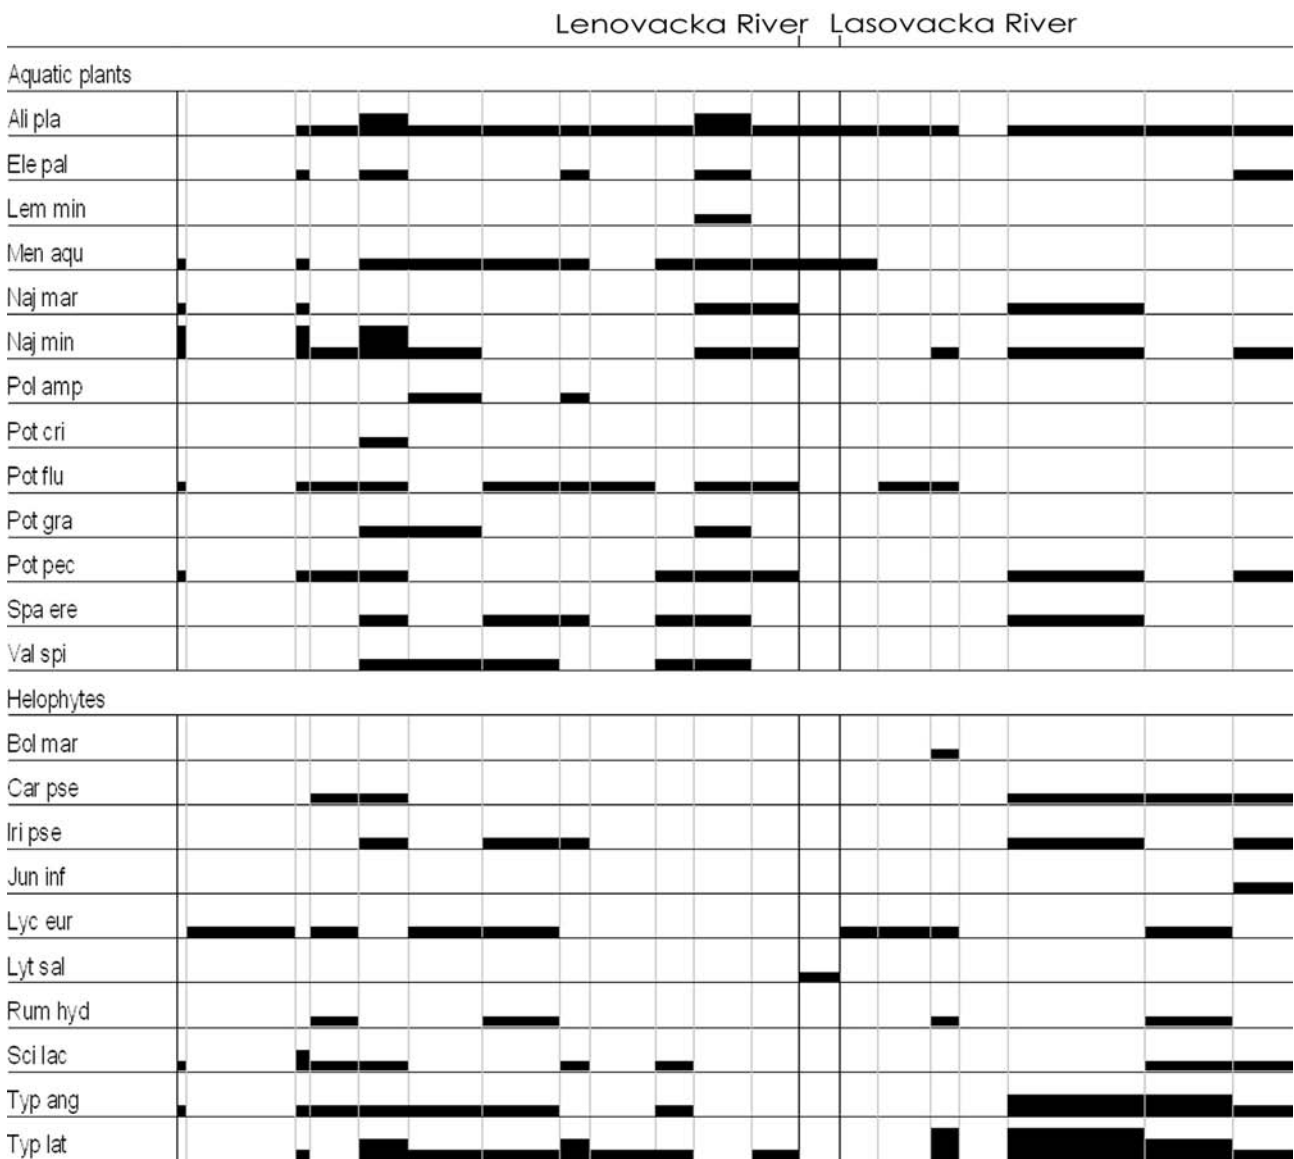 Lenovacka River Lasovacka River
Aquatic plants
Ali pla
Ele pal
Lem min
Men aqu
Naj mar
Naj min
Pol amp
Pot cri
Pot flu
Pot gra
Pot pec
Spa ere
Val spi
Helophytes
Bol mar
Car pse
Iri pse
Jun inf
Lyc eur
Lyt sal
Rum hyd
Sci lac
Typ ang
Typ lat